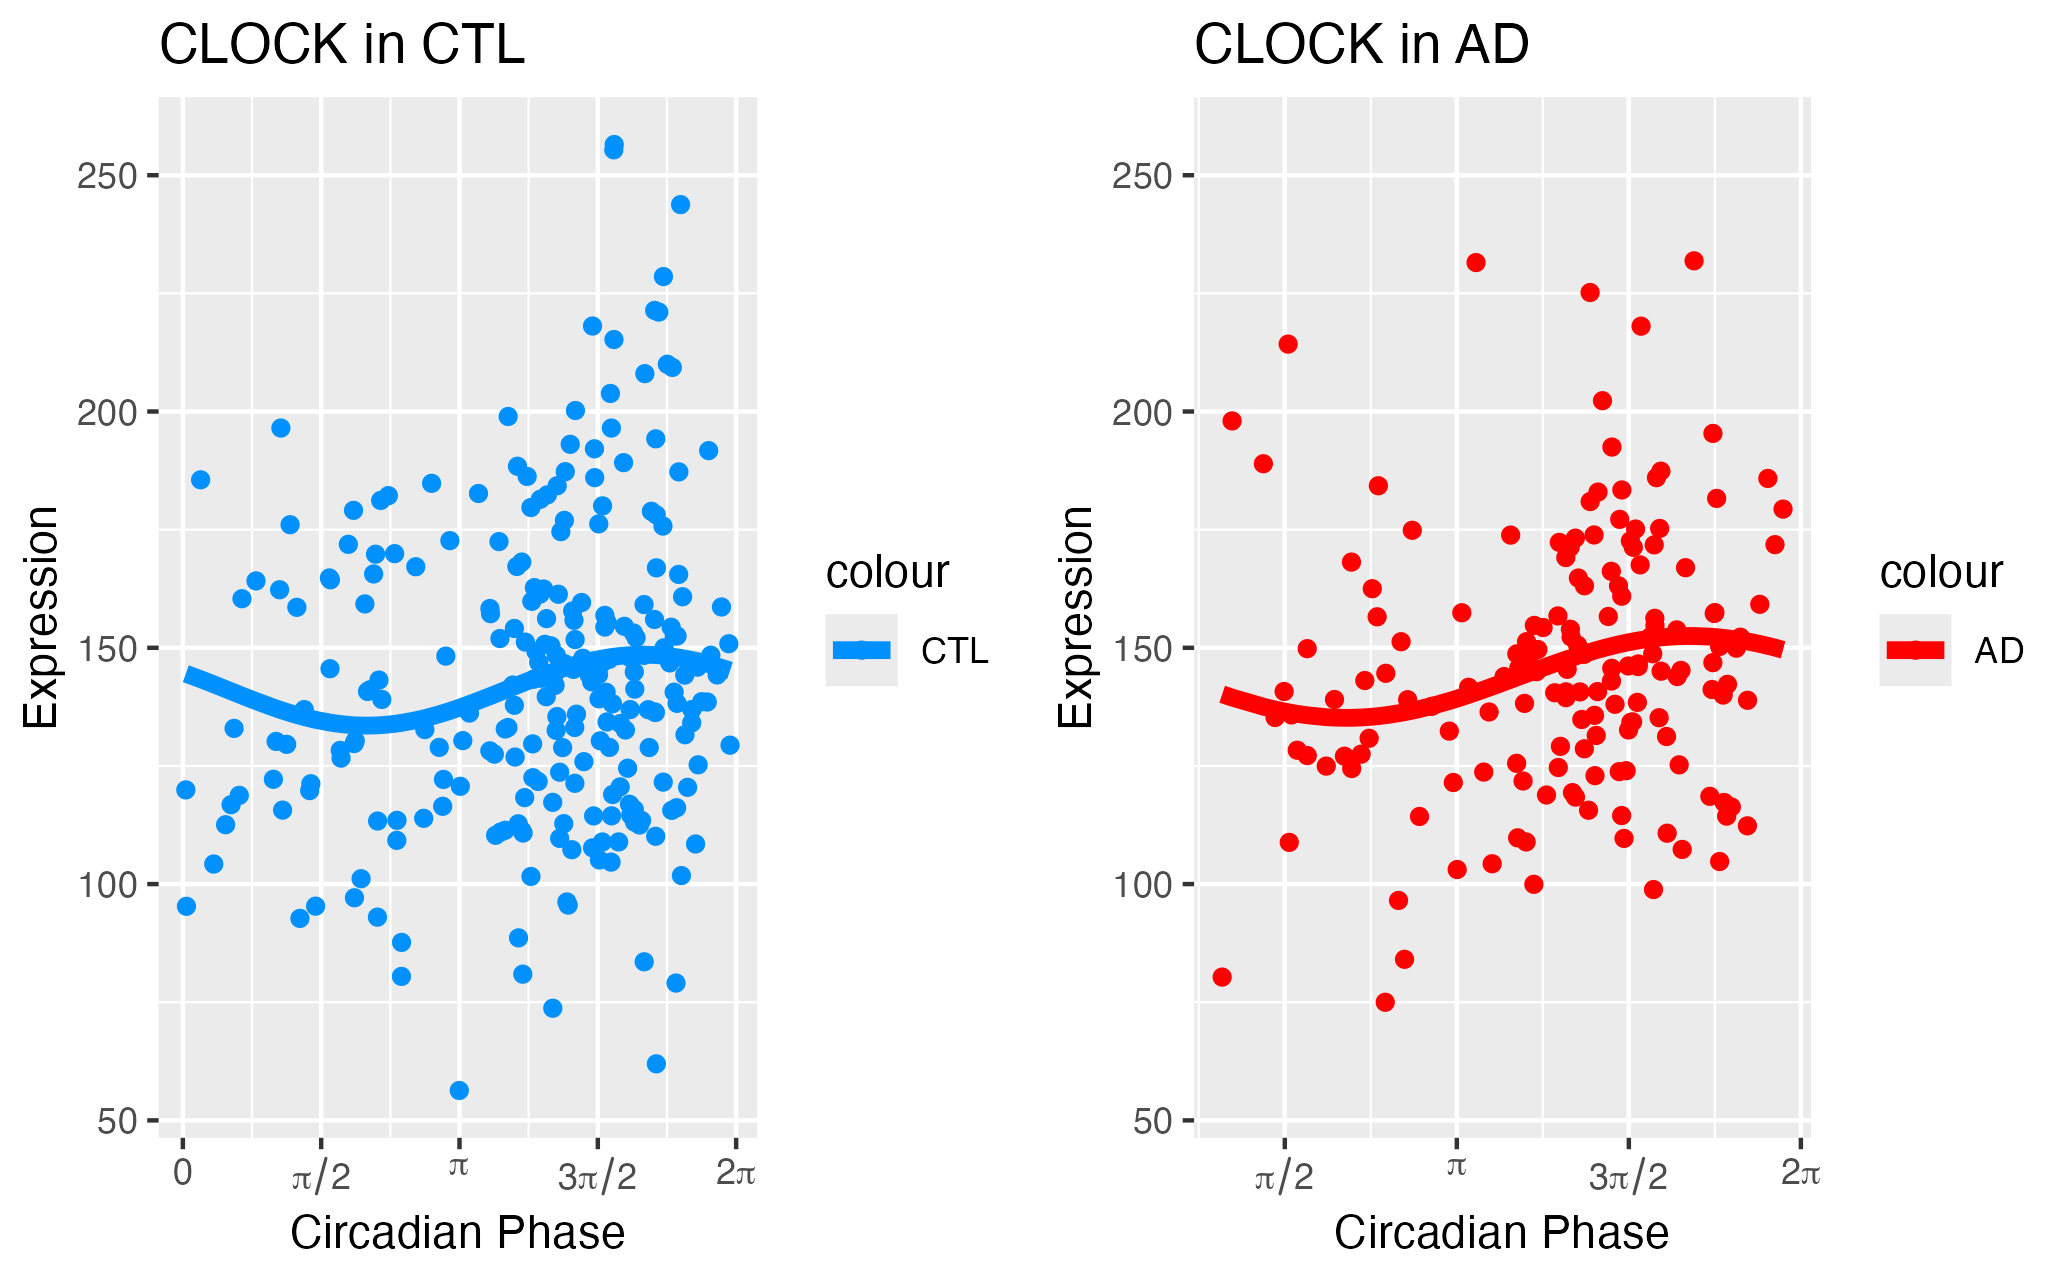 CLOCK in CTL
Expression
250
200
150
100
50
0
π/2
π
3π/2
2π
Circadian Phase
colour
CTL
CLOCK in AD
Expression
250
200
150
100
50
π/2
π
3π/2
2π
Circadian Phase
colour
AD